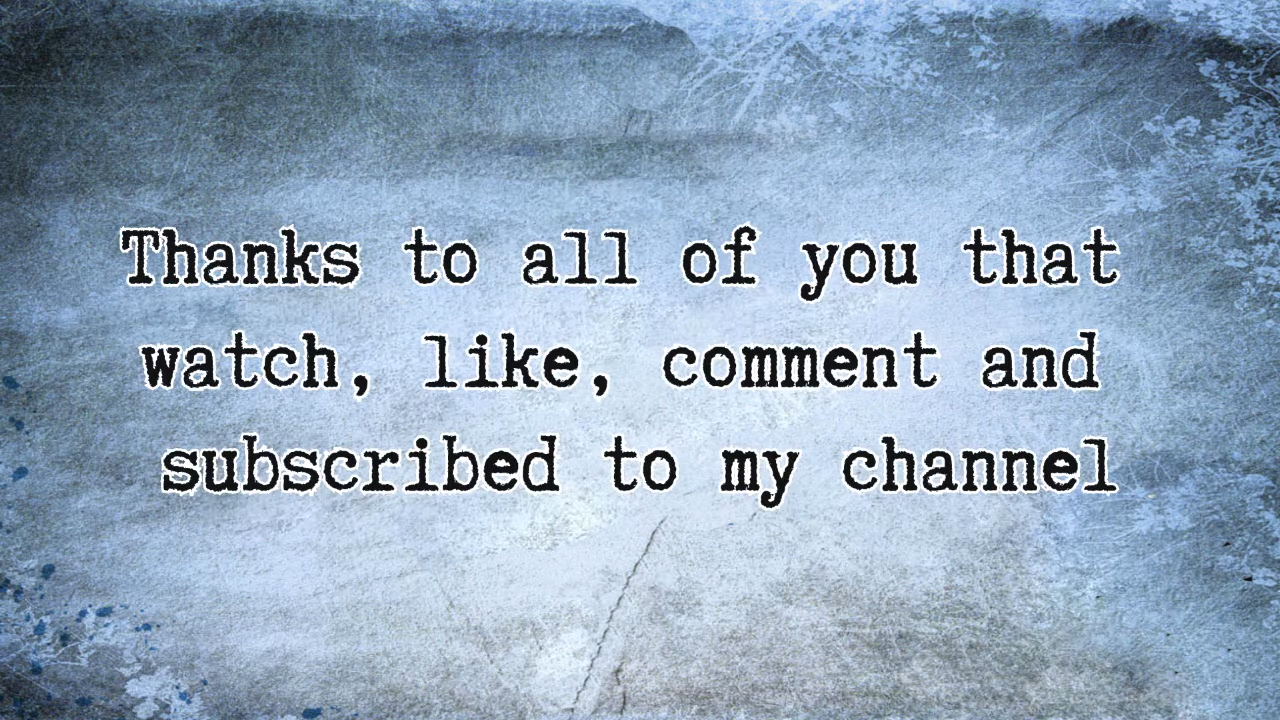 Thanks to all of you that
watch, like, comment and
subscribed to my channel